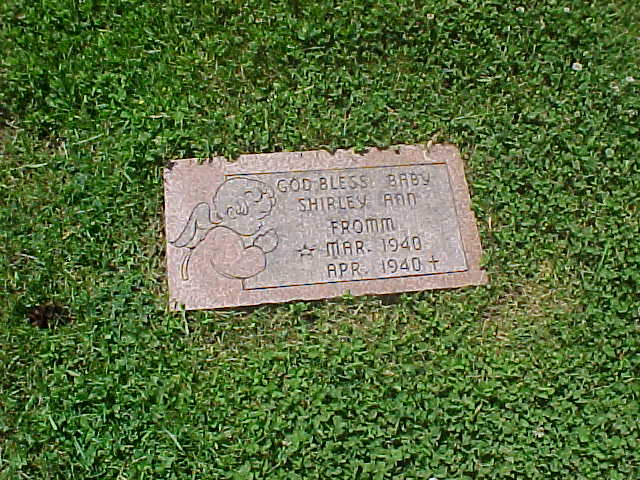 GOD BLESS BABY
SHIRLEY ANN
FROMM
☆ MAR. 1940
APR. 1940 ✝